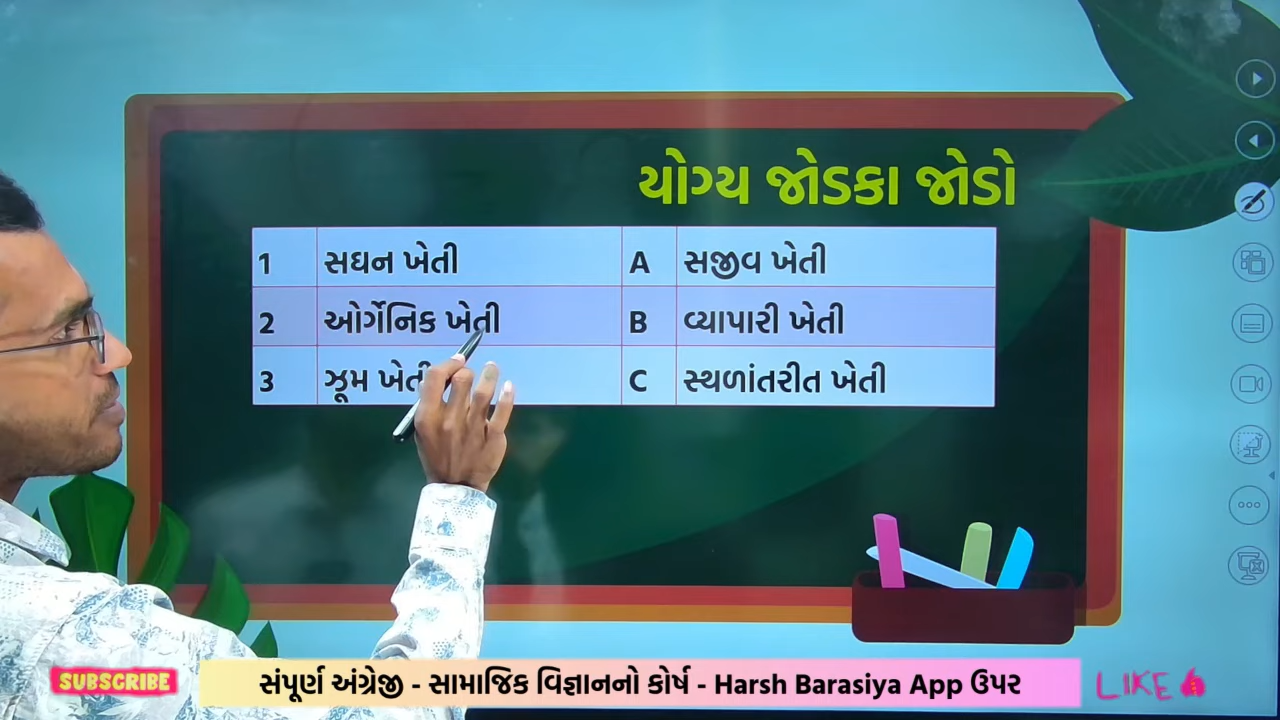 યોગ્ય જોડકા જોડો
1 સઘન ખેતી A સજીવ ખેતી
2 ઓર્ગેનિક ખેતી B વ્યાપારી ખેતી
3 ઝૂમ ખેતી C સ્થળાંતરીત ખેતી
SUBSCRIBE
સંપૂર્ણ અંગ્રેજી - સામાજિક વિજ્ઞાનનો કોર્ષ - Harsh Barasiya App ઉપર
LIKE